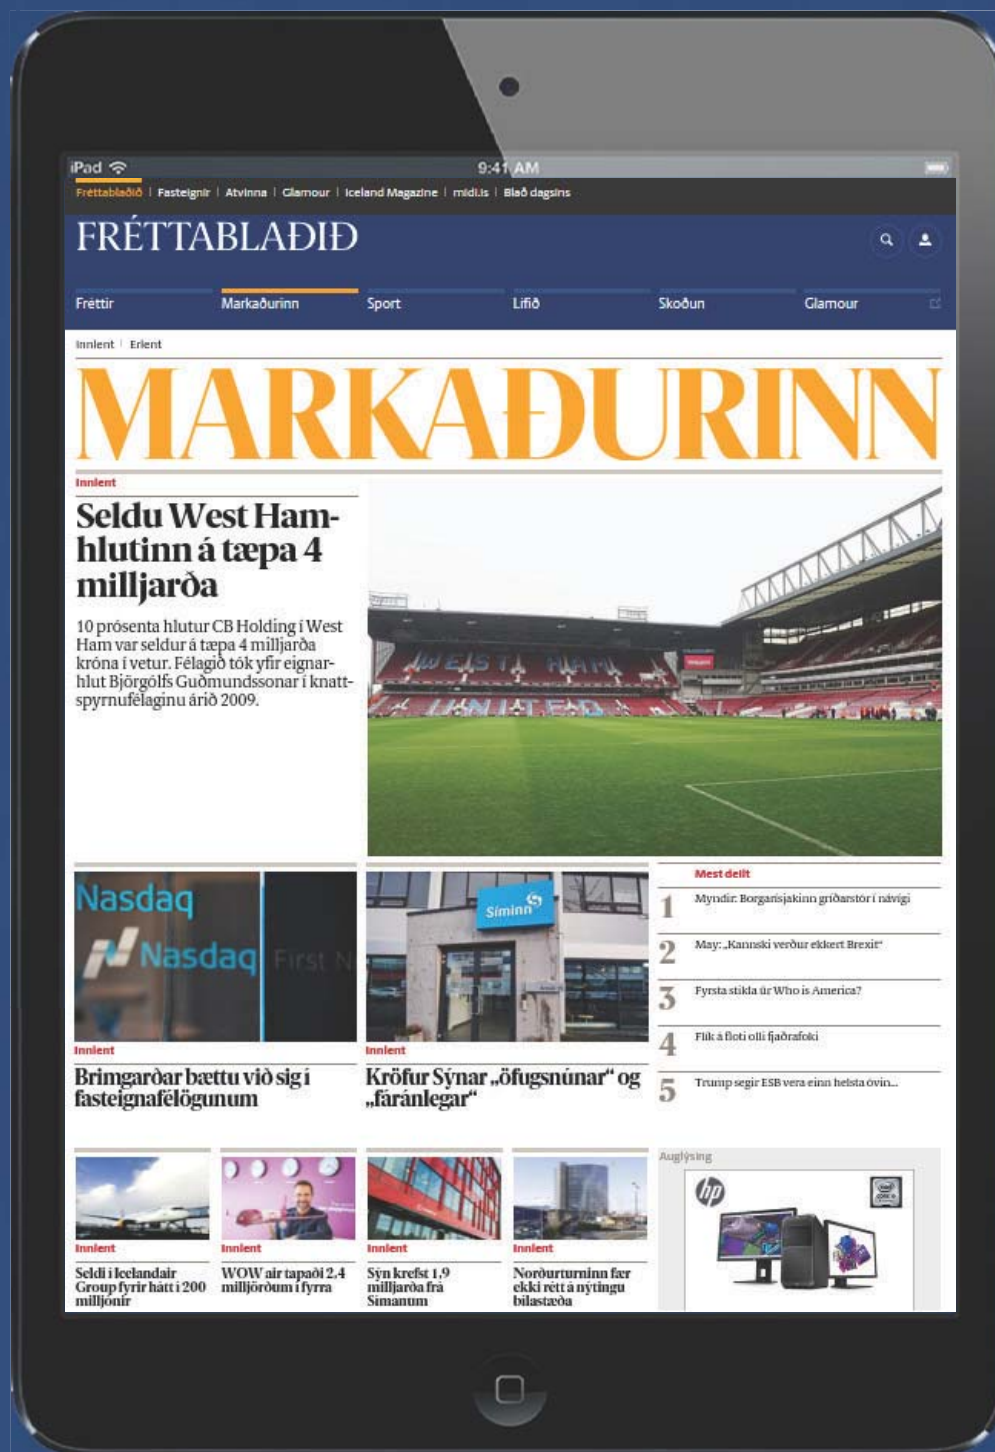 iPad
9:41 AM
Fréttablaðið | Fasteignir | Atvinna | Glamour | Iceland Magazine | midi.is | Blað dagsins
FRÉTTABLAÐIÐ
Fréttir Markaðurinn Sport Lífið Skoðun Glamour
Innlent | Erlent
MARKAÐURINN
Innlent
Seldu West Ham-
hlutinn á tæpa 4
milljarða
10 prósenta hlutur CB Holding í West
Ham var seldur á tæpa 4 milljarða
króna í vetur. Félagið tók yfir eignar-
hlut Björgólfs Guðmundssonar í knatt-
spyrnufélaginu árið 2009.
WEST HAM
UNITED
Nasdaq
Nasdaq First N
Innlent
Brimgarðar bættu við sig í
fasteignafélögunum
Síminn
Innlent
Kröfur Sýnar „öfugsnúnar“ og
„fáránlegar“
Mest deilt
1 Myndir: Borgarísjakinn gríðarstór í návígi
2 May: „Kannski verður ekkert Brexit“
3 Fyrsta stikla úr Who is America?
4 Flík á floti olli fjaðrafoki
5 Trump segir ESB vera einn helsta óvin...
Innlent
Seldi í Icelandair
Group fyrir hátt í 200
milljónir
Innlent
WOW air tapaði 2,4
milljörðum í fyrra
Innlent
Sýn krefst 1,9
milljarða frá
Símanum
Innlent
Norðurturninn fær
ekki rétt á nýtingu
bílastæða
Auglýsing
hp